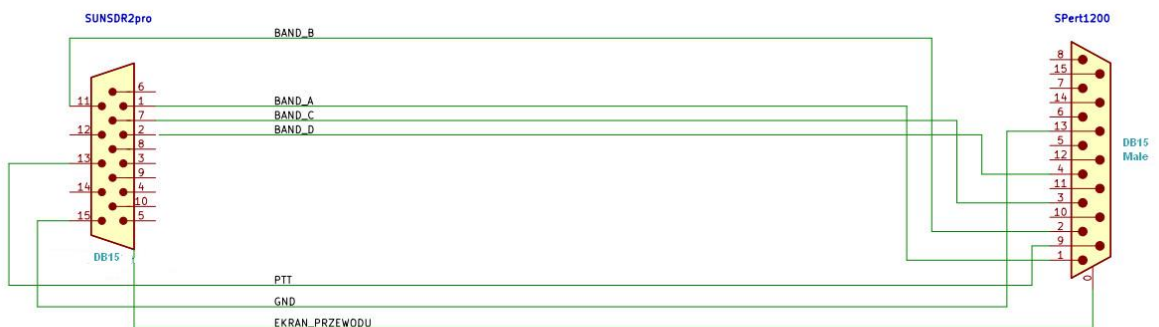 SUNSDR2pro
SPert1200
BAND_B
BAND_A
BAND_C
BAND_D
6
11
1
7
12
2
8
13
3
9
14
4
10
15
5
DB15
8
15
7
14
6
13
5
12
4
11
3
10
2
9
1
0
DB15
Male
PTT
GND
EKRAN_PRZEWODU